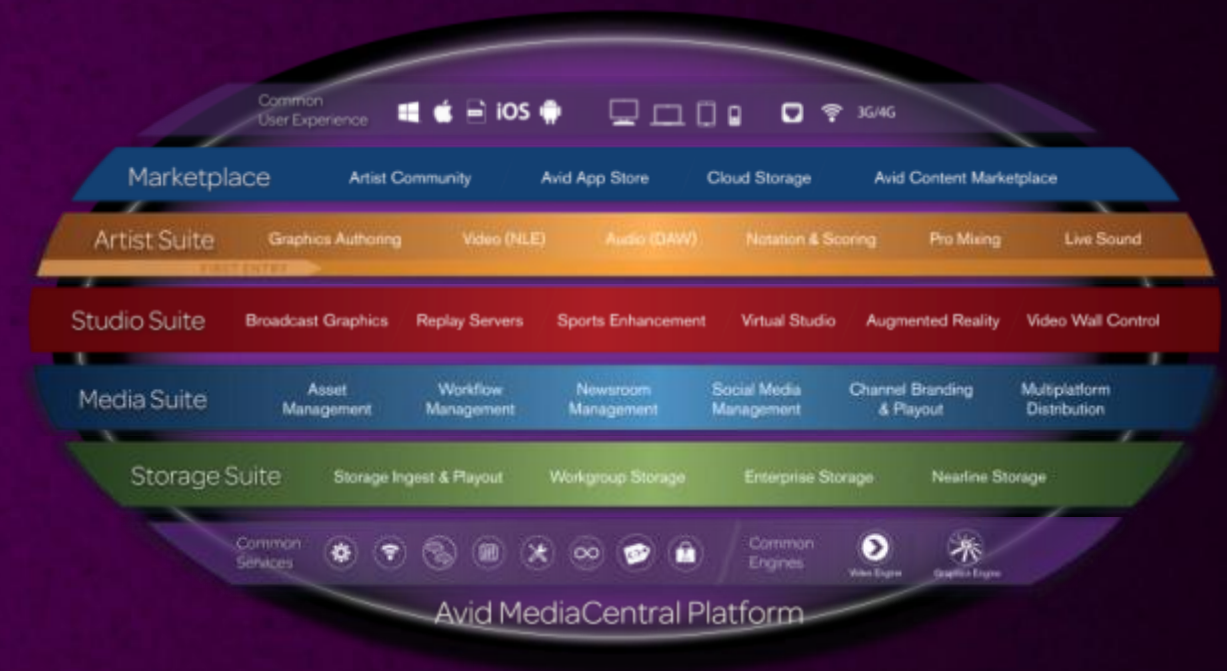 Common
User Experience
iOS
3G/4G
Marketplace Artist Community Avid App Store Cloud Storage Avid Content Marketplace
Artist Suite Graphics Authoring Video (NLE) Audio (DAW) Notation & Scoring Pro Mixing Live Sound
FIRST ENTRY
Studio Suite Broadcast Graphics Replay Servers Sports Enhancement Virtual Studio Augmented Reality Video Wall Control
Media Suite
Asset
Management
Workflow
Management
Newsroom
Management
Social Media
Management
Channel Branding
& Playout
Multiplatform
Distribution
Storage Suite Storage Ingest & Playout Workgroup Storage Enterprise Storage Nearline Storage
Common
Services
Common
Engines
Video Engine
Graphics Engine
Avid MediaCentral Platform